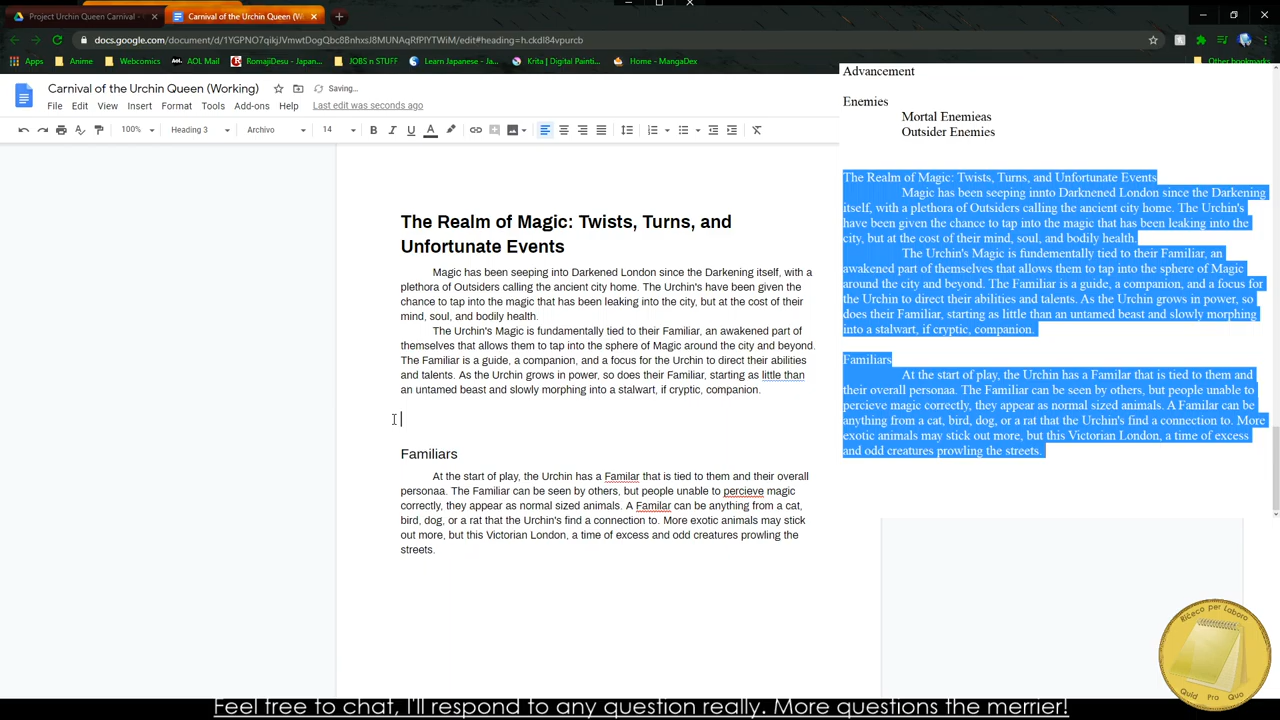 Project Urchin Queen Carnival -
Carnival of the Urchin Queen (W
docs.google.com/document/d/1YGPNO7qikjJVmwtDogQbc8BnhxsJ8MUNAqRfPIYTWiM/edit#heading=h.ckdl84vpurcb
Apps Anime Webcomics AOL Mail RomajiDesu - Japan... JOBS n STUFF Learn Japanese - Ja... Krita | Digital Painti... Home - MangaDex Other bookmarks
Carnival of the Urchin Queen (Working) Saving...
File Edit View Insert Format Tools Add-ons Help Last edit was seconds ago
100% Heading 3 Archivo 14
The Realm of Magic: Twists, Turns, and
Unfortunate Events
Magic has been seeping into Darkened London since the Darkening itself, with a
plethora of Outsiders calling the ancient city home. The Urchin's have been given the
chance to tap into the magic that has been leaking into the city, but at the cost of their
mind, soul, and bodily health.
The Urchin's Magic is fundamentally tied to their Familiar, an awakened part of
themselves that allows them to tap into the sphere of Magic around the city and beyond.
The Familiar is a guide, a companion, and a focus for the Urchin to direct their abilities
and talents. As the Urchin grows in power, so does their Familiar, starting as little than
an untamed beast and slowly morphing into a stalwart, if cryptic, companion.
Familiars
At the start of play, the Urchin has a Familar that is tied to them and their overall
personaa. The Familiar can be seen by others, but people unable to percieve magic
correctly, they appear as normal sized animals. A Familar can be anything from a cat,
bird, dog, or a rat that the Urchin's find a connection to. More exotic animals may stick
out more, but this Victorian London, a time of excess and odd creatures prowling the
streets.
Advancement
Enemies
Mortal Enemieas
Outsider Enemies
The Realm of Magic: Twists, Turns, and Unfortunate Events
Magic has been seeping innto Darknened London since the Darkening
itself, with a plethora of Outsiders calling the ancient city home. The Urchin's
have been given the chance to tap into the magic that has been leaking into the
city, but at the cost of their mind, soul, and bodily health.
The Urchin's Magic is fundementally tied to their Familiar, an
awakened part of themselves that allows them to tap into the sphere of Magic
around the city and beyond. The Familiar is a guide, a companion, and a focus for
the Urchin to direct their abilities and talents. As the Urchin grows in power, so
does their Familiar, starting as little than an untamed beast and slowly morphing
into a stalwart, if cryptic, companion.
Familiars
At the start of play, the Urchin has a Familar that is tied to them and
their overall personaa. The Familiar can be seen by others, but people unable to
percieve magic correctly, they appear as normal sized animals. A Familar can be
anything from a cat, bird, dog, or a rat that the Urchin's find a connection to. More
exotic animals may stick out more, but this Victorian London, a time of excess
and odd creatures prowling the streets.
Riĉeco per Laboro
Quid Pro Quo
Feel free to chat, I'll respond to any question really. More questions the merrier!